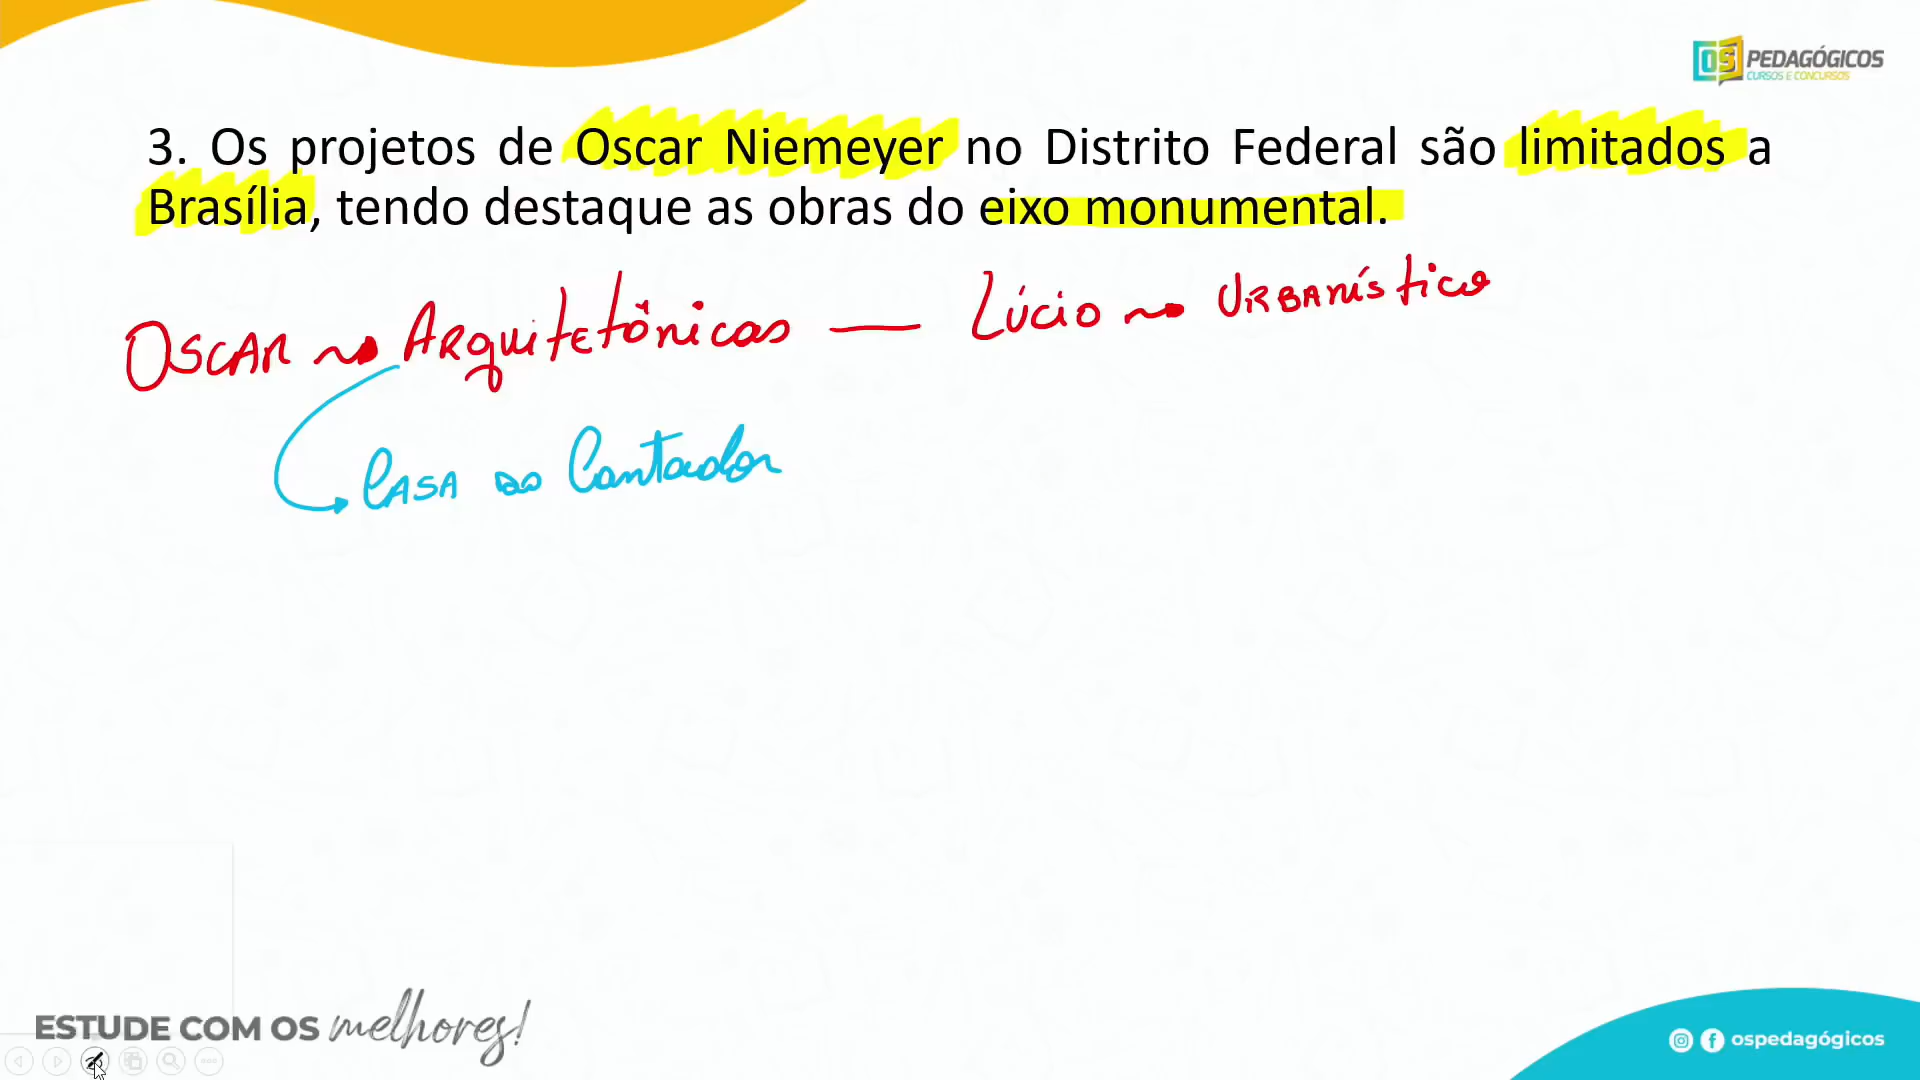 OS PEDAGÓGICOS
CURSOS E CONCURSOS
3. Os projetos de Oscar Niemeyer no Distrito Federal são limitados a
Brasília, tendo destaque as obras do eixo monumental.
OSCAR → ARquitetônicas — Lúcio → URBANÍstico
CASA DO Cantador
ESTUDE COM OS melhores!
ospedagógicos